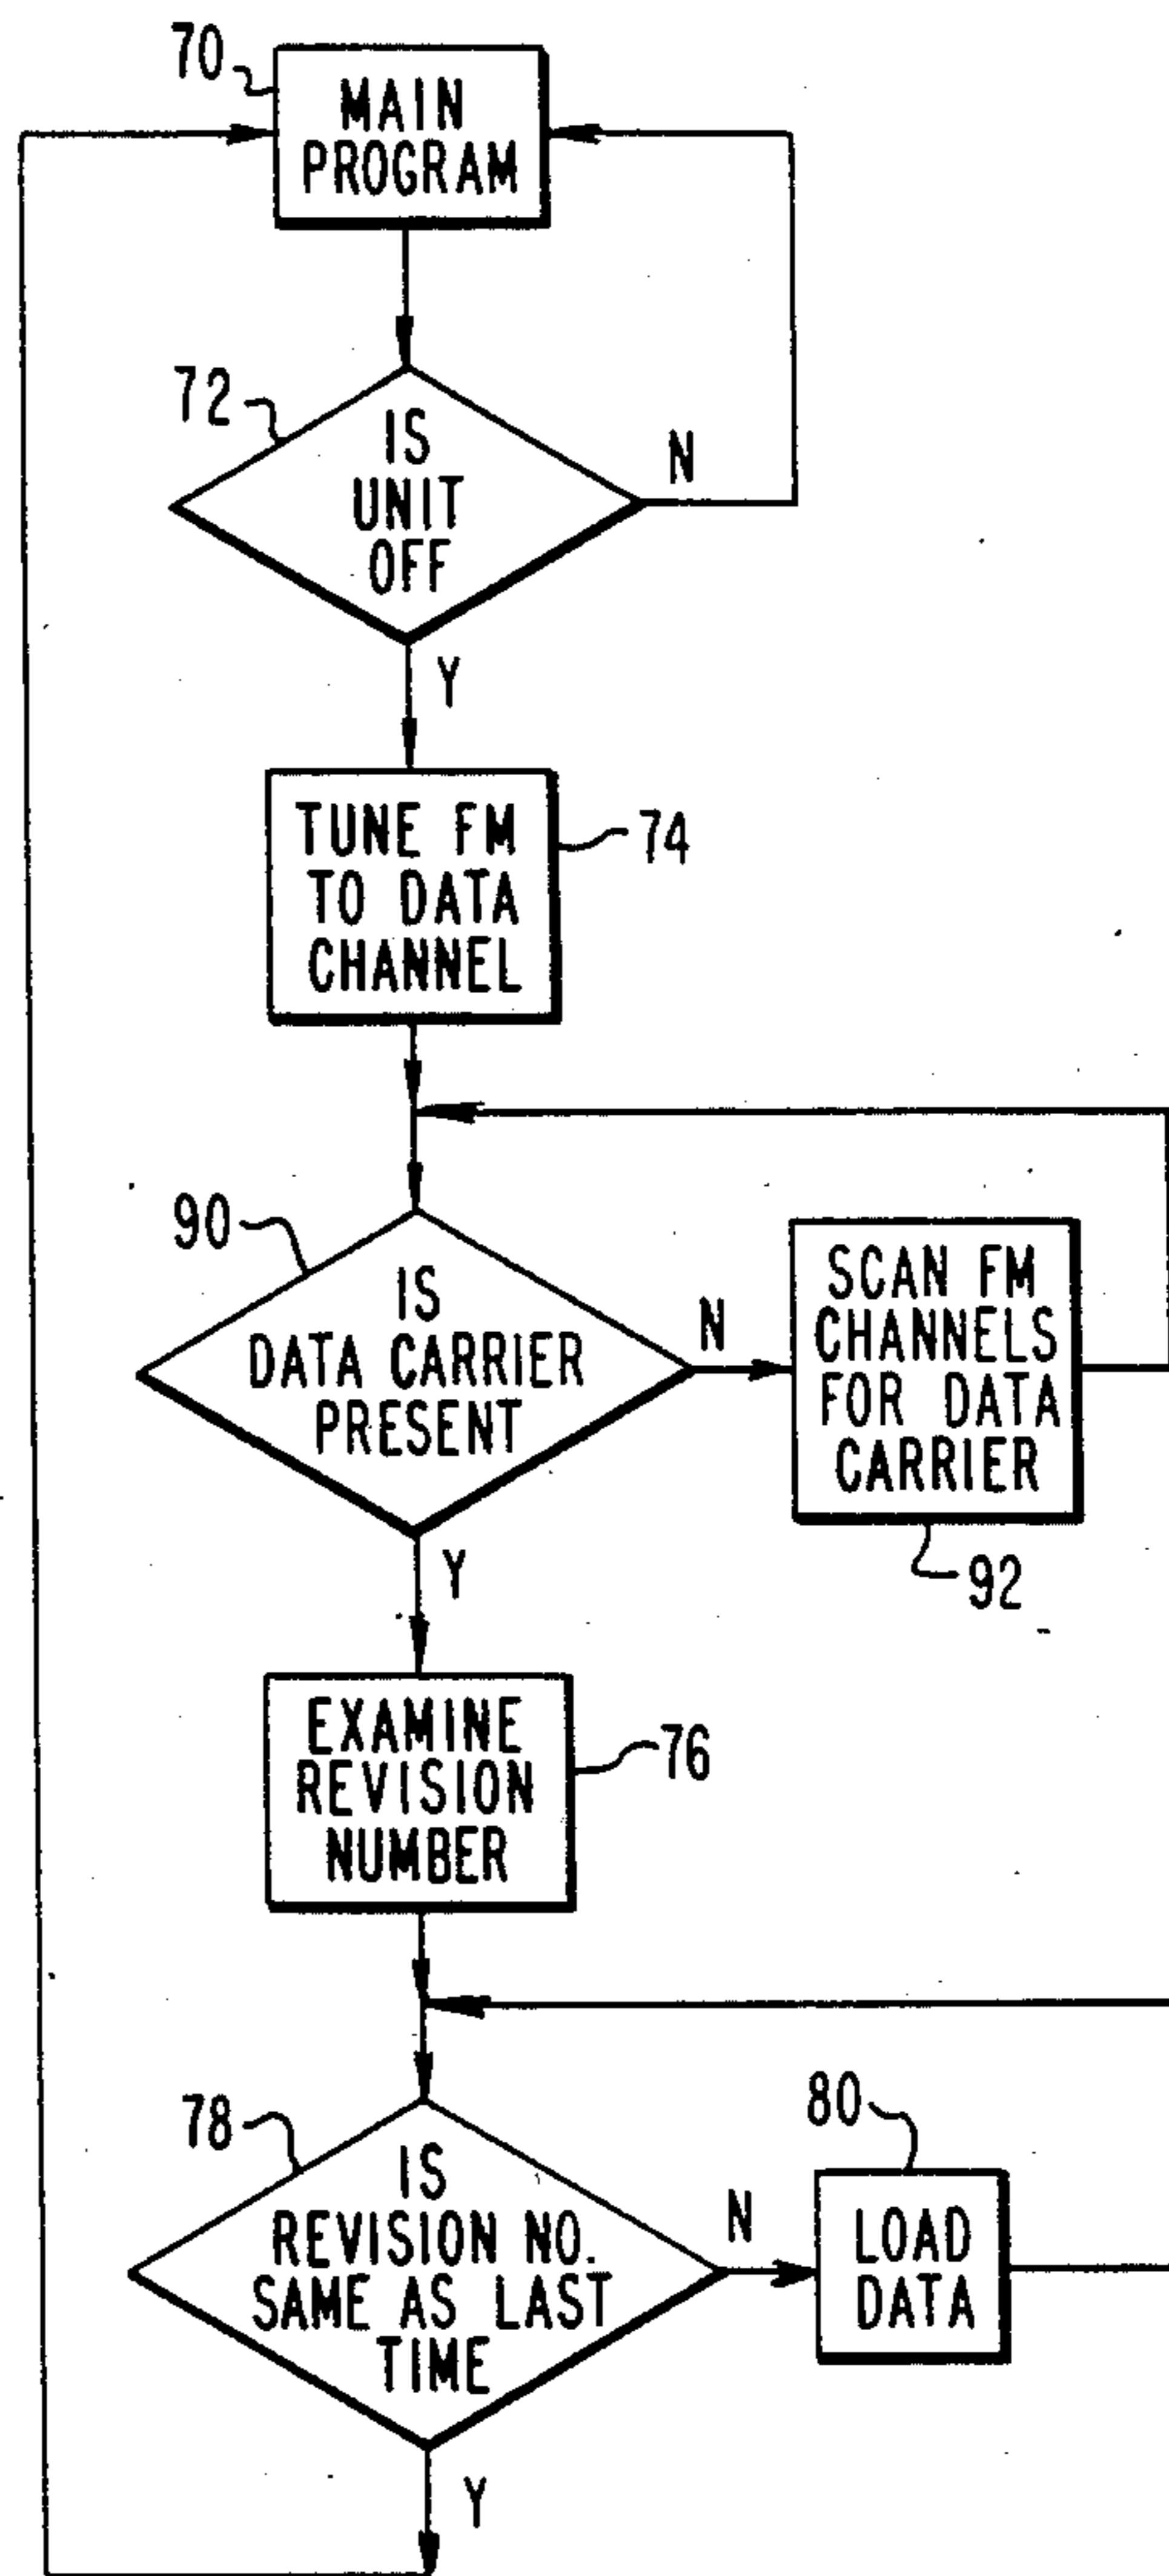 70
MAIN
PROGRAM
72
IS
UNIT
OFF
N
Y
TUNE FM
TO DATA
CHANNEL
74
90
IS
DATA CARRIER
PRESENT
N
SCAN FM
CHANNELS
FOR DATA
CARRIER
92
Y
EXAMINE
REVISION
NUMBER
76
78
IS
REVISION NO.
SAME AS LAST
TIME
N
80
LOAD
DATA
Y